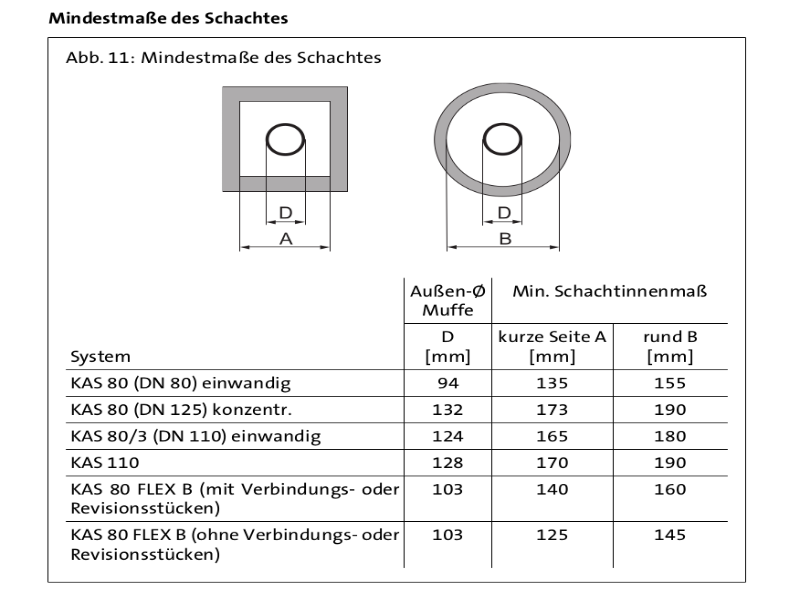 Mindestmaße des Schachtes
Abb. 11: Mindestmaße des Schachtes
D
A
D
B
Außen-Ø Muffe
Min. Schachtinnenmaß
System
D [mm]
kurze Seite A [mm]
rund B [mm]
KAS 80 (DN 80) einwandig 94 135 155
KAS 80 (DN 125) konzentr. 132 173 190
KAS 80/3 (DN 110) einwandig 124 165 180
KAS 110 128 170 190
KAS 80 FLEX B (mit Verbindungs- oder 103 140 160
Revisionsstücken)
KAS 80 FLEX B (ohne Verbindungs- oder 103 125 145
Revisionsstücken)